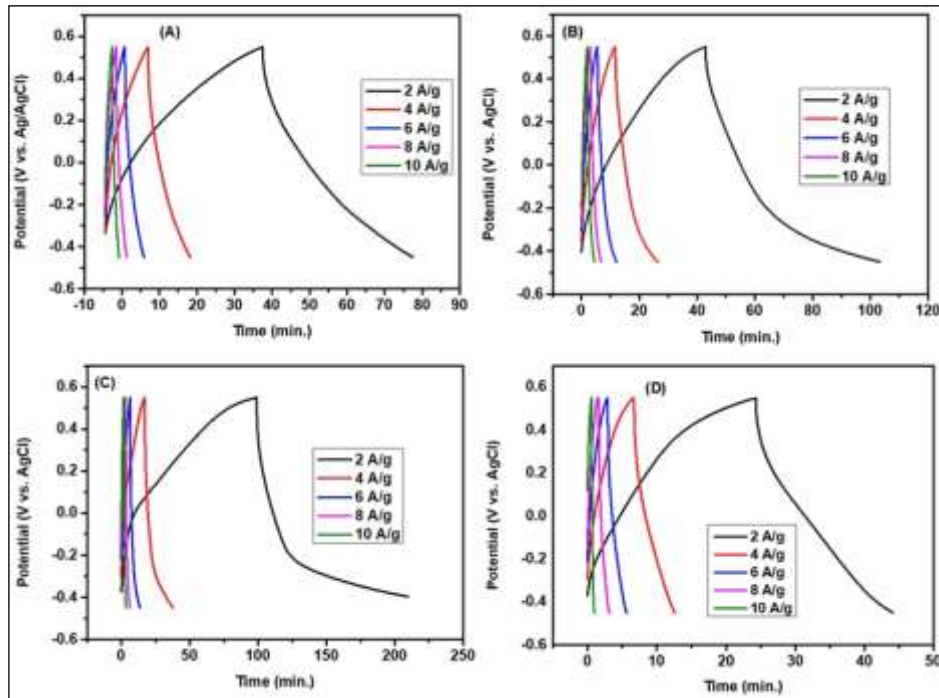 (A)
2 A/g
4 A/g
6 A/g
8 A/g
10 A/g
Potential (V vs. Ag/AgCl)
0.6
0.4
0.2
0.0
-0.2
-0.4
-0.6
-10 0 10 20 30 40 50 60 70 80 90
Time (min.)
(B)
2 A/g
4 A/g
6 A/g
8 A/g
10 A/g
Potential (V vs. AgCl)
0.6
0.4
0.2
0.0
-0.2
-0.4
-0.6
0 20 40 60 80 100 120
Time (min.)
(C)
2 A/g
4 A/g
6 A/g
8 A/g
10 A/g
Potential (V vs. AgCl)
0.6
0.4
0.2
0.0
-0.2
-0.4
-0.6
0 50 100 150 200 250
Time (min.)
(D)
2 A/g
4 A/g
6 A/g
8 A/g
10 A/g
Potential (V vs. AgCl)
0.6
0.4
0.2
0.0
-0.2
-0.4
-0.6
0 10 20 30 40 50
Time (min.)